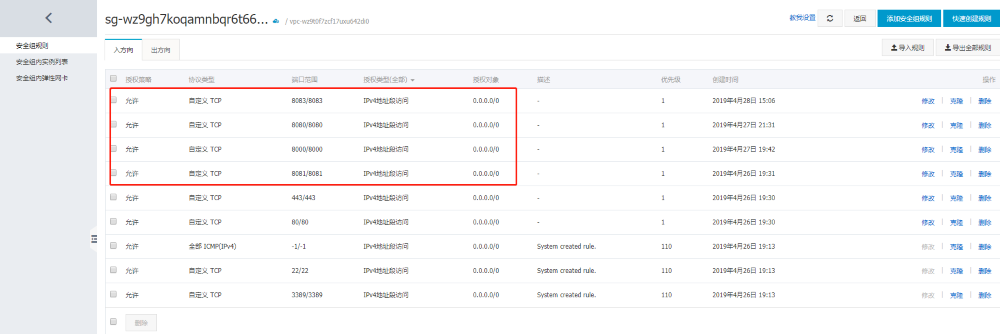 sg-wz9gh7koqamnbqr6t66... / vpc-wz9t0f7zcf17uxu642di0 教我设置 返回 添加安全组规则 快速创建规则
安全组规则 入方向 出方向 导入规则 导出全部规则
安全组内实例列表
安全组内弹性网卡
授权策略 协议类型 端口范围 授权类型(全部) 授权对象 描述 优先级 创建时间 操作
允许 自定义 TCP 8083/8083 IPv4地址段访问 0.0.0.0/0 - 1 2019年4月28日 15:06 修改 克隆 删除
允许 自定义 TCP 8080/8080 IPv4地址段访问 0.0.0.0/0 - 1 2019年4月27日 21:31 修改 克隆 删除
允许 自定义 TCP 8000/8000 IPv4地址段访问 0.0.0.0/0 - 1 2019年4月27日 19:42 修改 克隆 删除
允许 自定义 TCP 8081/8081 IPv4地址段访问 0.0.0.0/0 - 1 2019年4月26日 19:31 修改 克隆 删除
允许 自定义 TCP 443/443 IPv4地址段访问 0.0.0.0/0 - 1 2019年4月26日 19:30 修改 克隆 删除
允许 自定义 TCP 80/80 IPv4地址段访问 0.0.0.0/0 - 1 2019年4月26日 19:30 修改 克隆 删除
允许 全部 ICMP(IPv4) -1/-1 IPv4地址段访问 0.0.0.0/0 System created rule. 110 2019年4月26日 19:13 修改 克隆 删除
允许 自定义 TCP 22/22 IPv4地址段访问 0.0.0.0/0 System created rule. 110 2019年4月26日 19:13 修改 克隆 删除
允许 自定义 TCP 3389/3389 IPv4地址段访问 0.0.0.0/0 System created rule. 110 2019年4月26日 19:13 修改 克隆 删除
删除